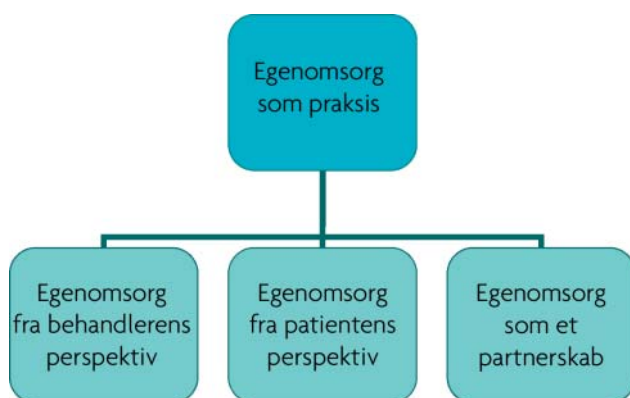 Egenomsorg
som praksis
Egenomsorg
fra behandlerens
perspektiv
Egenomsorg
fra patientens
perspektiv
Egenomsorg
som et
partnerskab